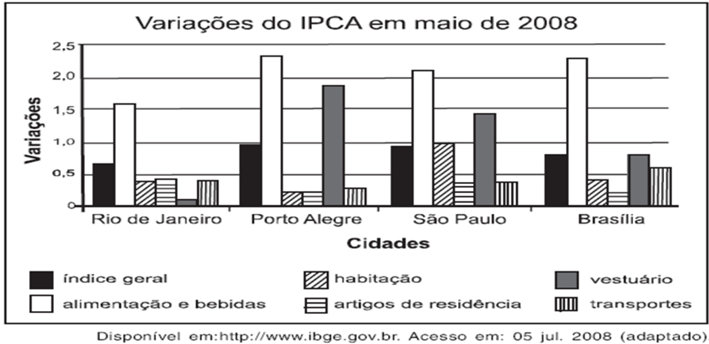 Variações do IPCA em maio de 2008
Variações
2,5
2,0
1,5
1,0
0,5
0
Rio de Janeiro Porto Alegre São Paulo Brasília
Cidades
índice geral habitação vestuário
alimentação e bebidas artigos de residência transportes
Disponível em:http://www.ibge.gov.br. Acesso em: 05 jul. 2008 (adaptado)